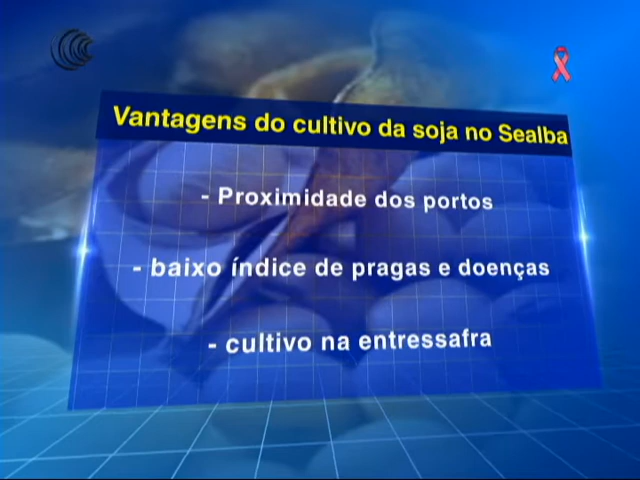 Vantagens do cultivo da soja no Sealba
- Proximidade dos portos
- baixo índice de pragas e doenças
- cultivo na entressafra